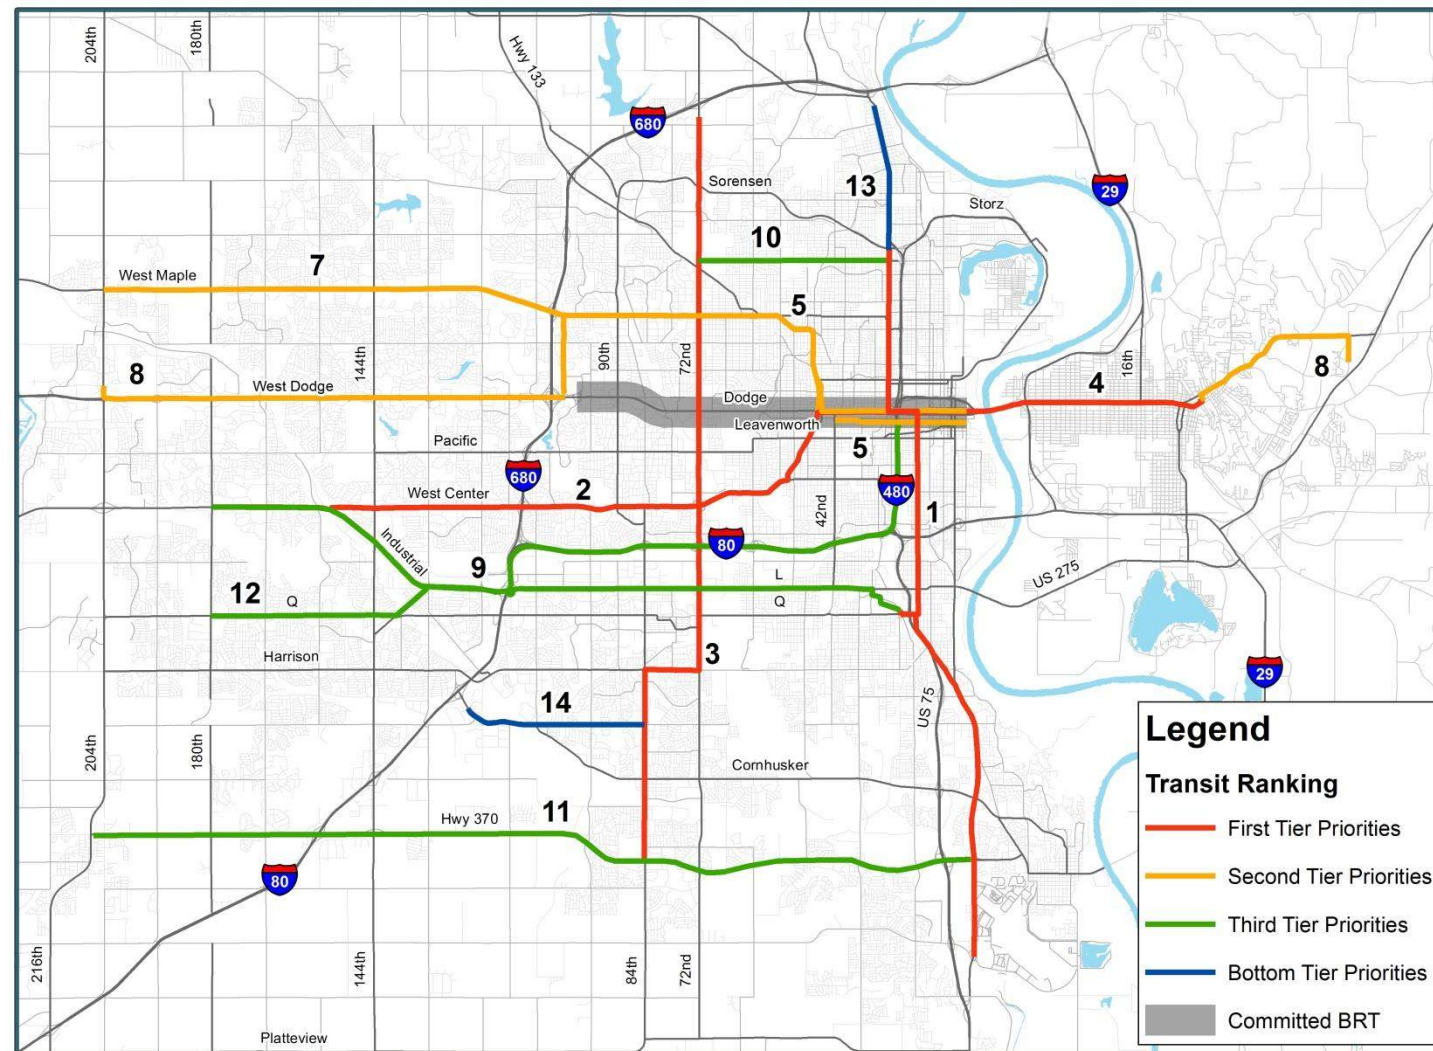 204th
180th
Hwy 133
680
Sorensen
13
29
Storz
10
West Maple
7
5
144th
90th
72nd
16th
8
West Dodge
Dodge
4
8
Leavenworth
Pacific
5
680
West Center
2
480
42nd
1
80
Industrial
9
L
US 275
12
Q
Q
Harrison
3
29
14
US 75
204th
180th
Cornhusker
11
Hwy 370
80
216th
144th
84th
72nd
Platteview
Legend
Transit Ranking
First Tier Priorities
Second Tier Priorities
Third Tier Priorities
Bottom Tier Priorities
Committed BRT